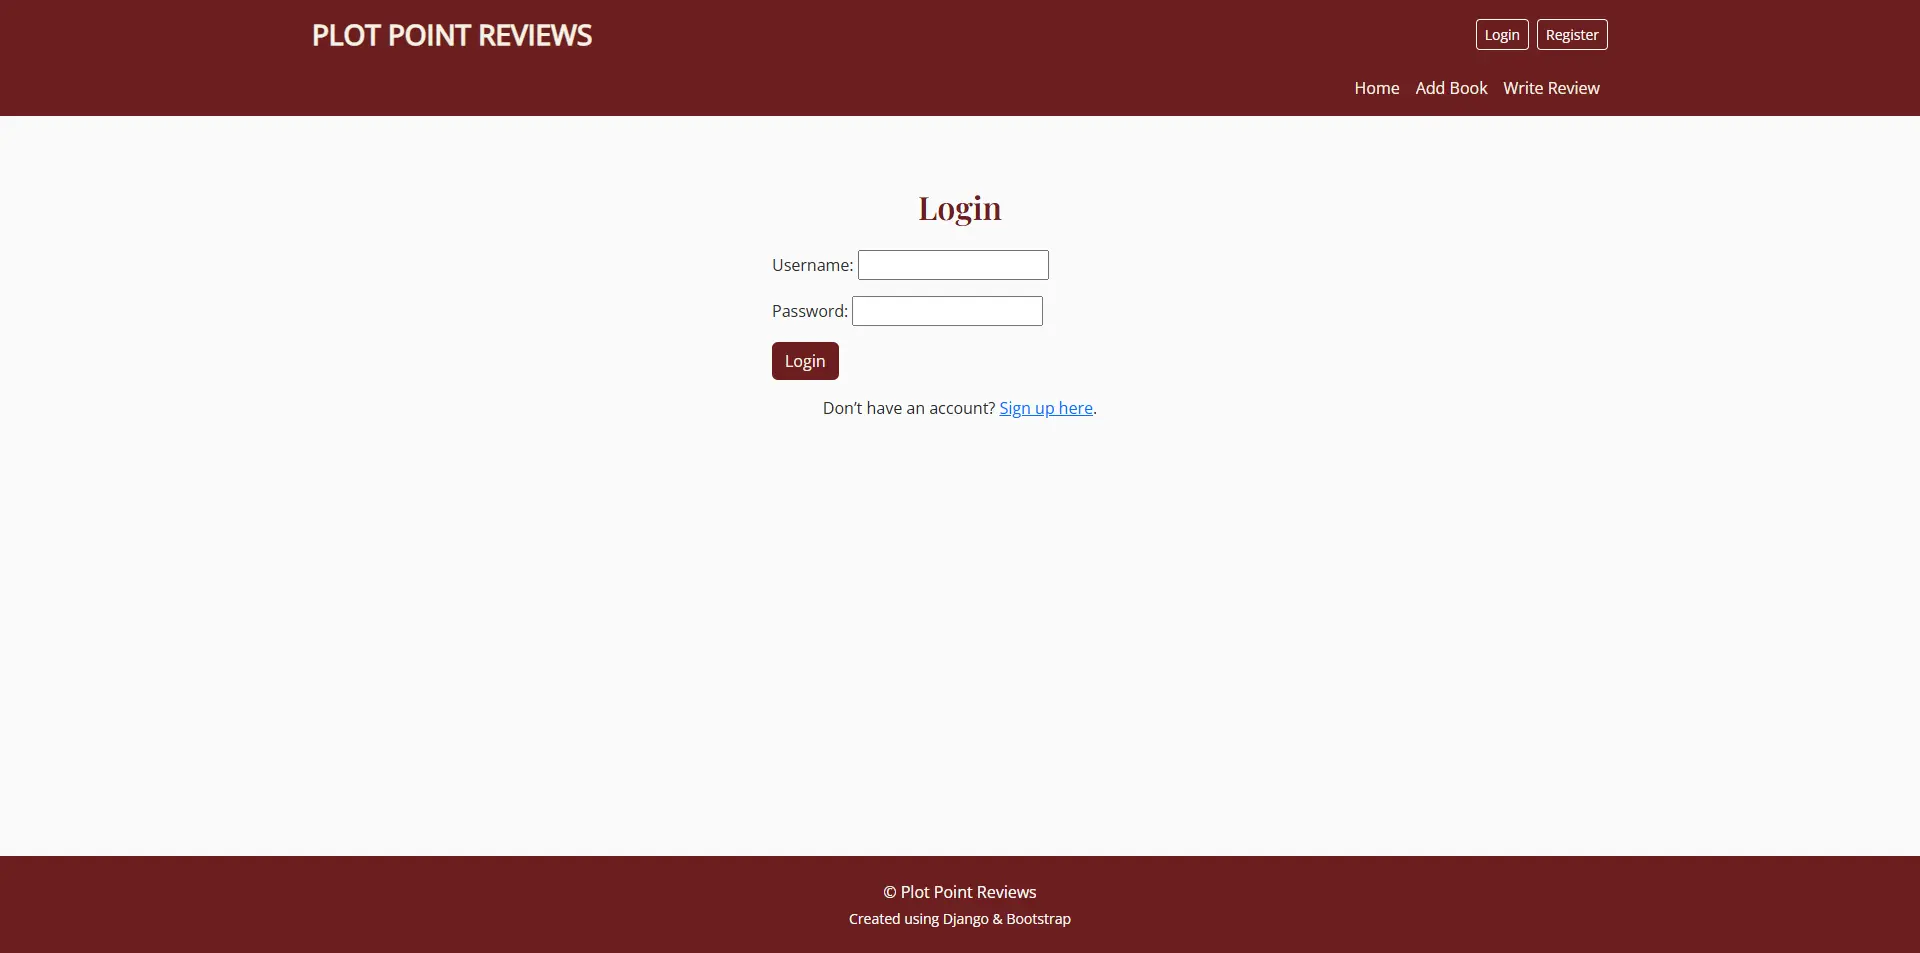 PLOT POINT REVIEWS
Login Register
Home Add Book Write Review
Login
Username:
Password:
Login
Don’t have an account? Sign up here.
© Plot Point Reviews
Created using Django & Bootstrap